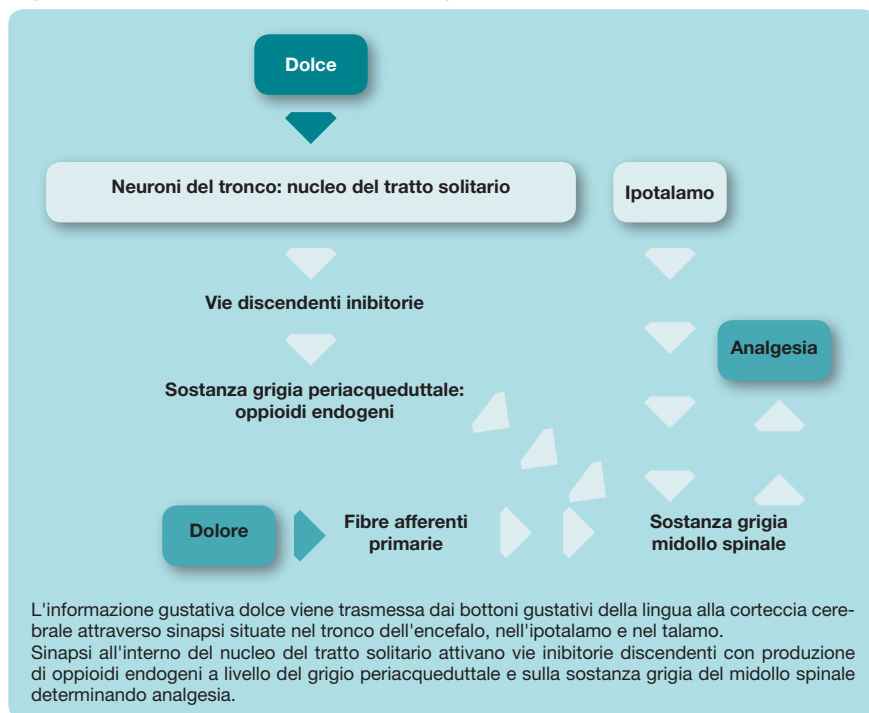 Dolce
Neuroni del tronco: nucleo del tratto solitario
Ipotalamo
Vie discendenti inibitorie
Analgesia
Sostanza grigia periacqueduttale:
oppioidi endogeni
Dolore
Fibre afferenti
primarie
Sostanza grigia
midollo spinale
L'informazione gustativa dolce viene trasmessa dai bottoni gustativi della lingua alla corteccia cere-
brale attraverso sinapsi situate nel tronco dell'encefalo, nell'ipotalamo e nel talamo.
Sinapsi all'interno del nucleo del tratto solitario attivano vie inibitorie discendenti con produzione
di oppioidi endogeni a livello del grigio periacqueduttale e sulla sostanza grigia del midollo spinale
determinando analgesia.